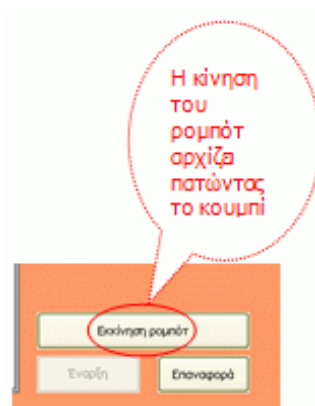 Η κίνηση
του
ρομπότ
αρχίζει
πατώντας
το κουμπί
Εκκίνηση ρομπότ
Έναρξη
Επαναφορά